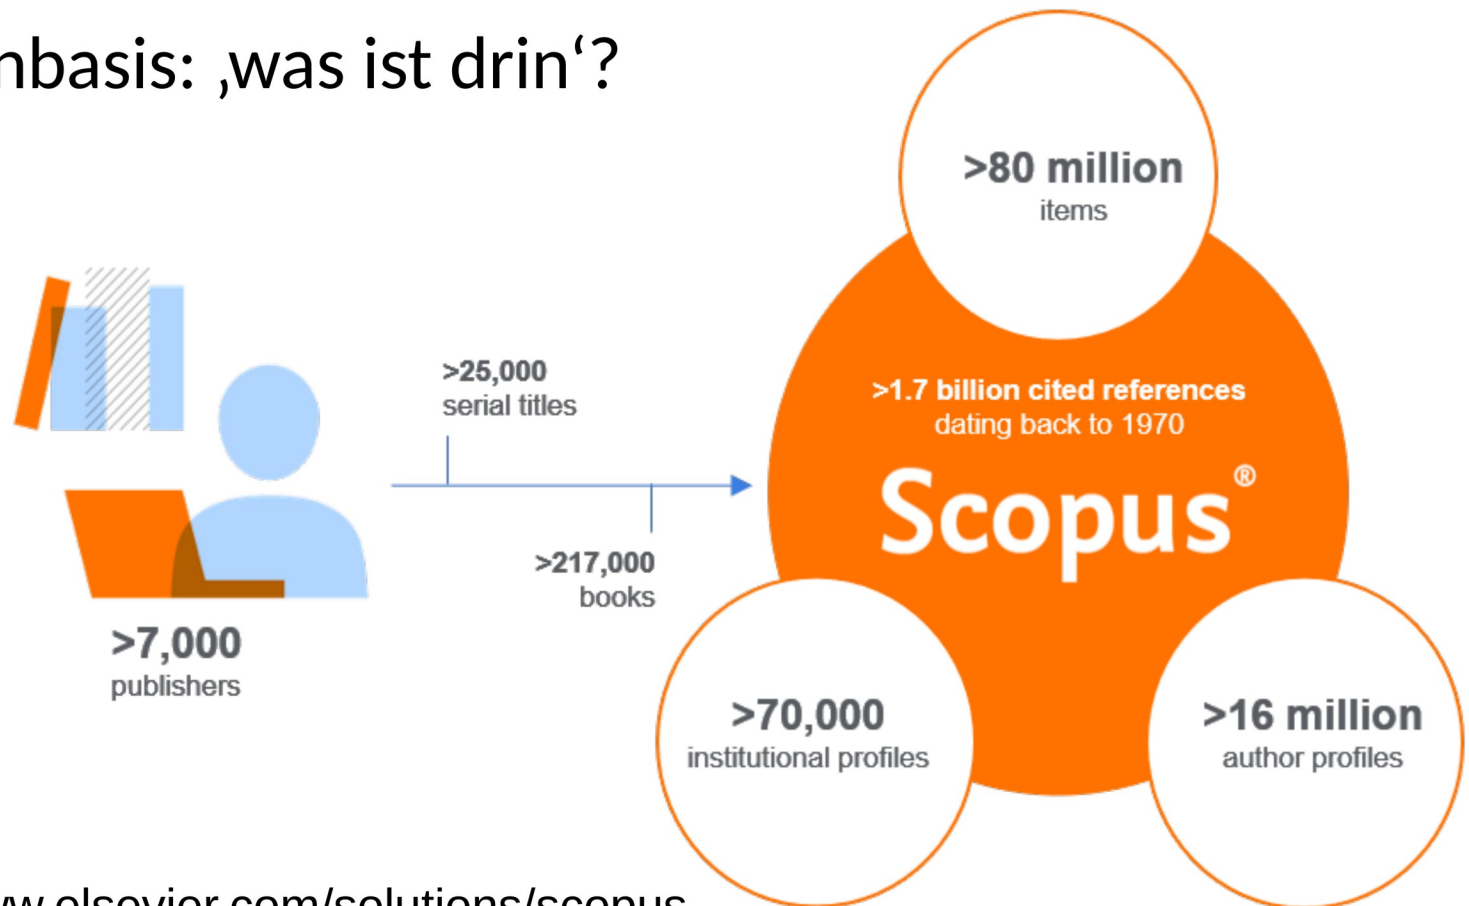 nbasis: ‚was ist drin‘?
>80 million
items
>25,000
serial titles
>1.7 billion cited references
dating back to 1970
Scopus®
>217,000
books
>7,000
publishers
>70,000
institutional profiles
>16 million
author profiles
ww.elsevier.com/solutions/scopus